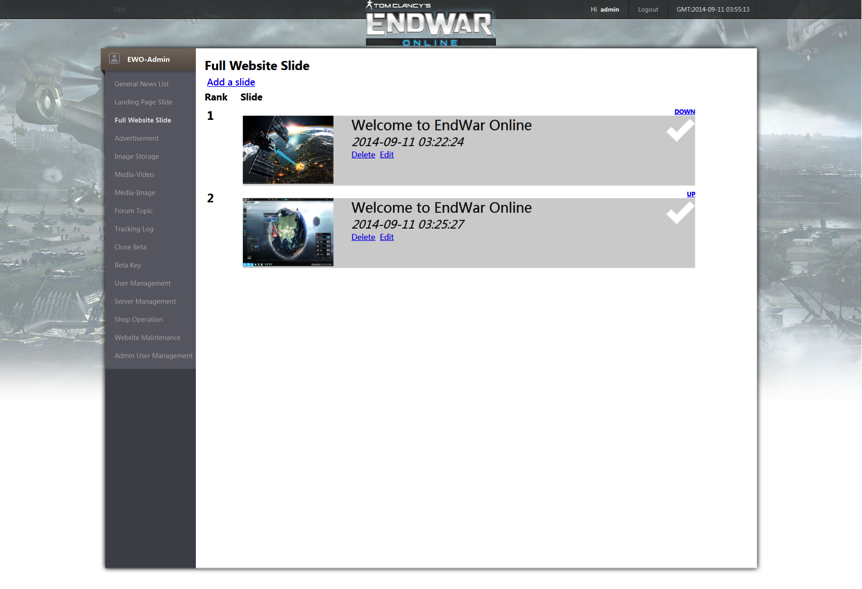 Hi admin
Logout
GMT:2014-09-11 03:55:13
TOM CLANCY'S
ENDWAR
ONLINE
EWO-Admin
General News List
Landing Page Slide
Full Website Slide
Advertisement
Image Storage
Media-Video
Media-Image
Forum Topic
Tracking Log
Close Beta
Beta Key
User Management
Server Management
Shop Operation
Website Maintenance
Admin User Management
Full Website Slide
Add a slide
Rank Slide
1
DOWN
Welcome to EndWar Online
2014-09-11 03:22:24
Delete Edit
2
UP
Welcome to EndWar Online
2014-09-11 03:25:27
Delete Edit